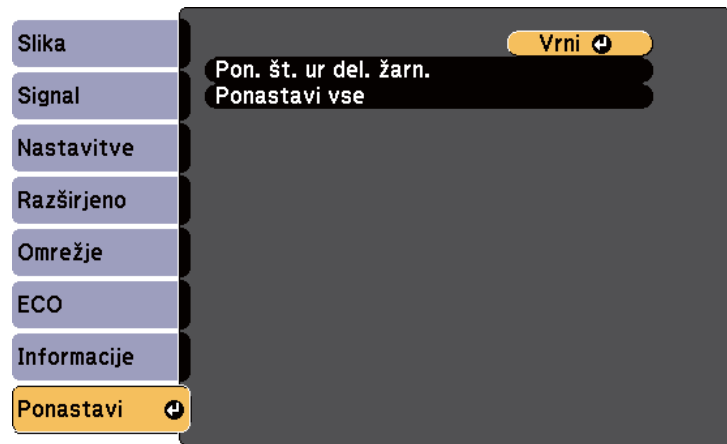 Slika
Signal
Nastavitve
Razširjeno
Omrežje
ECO
Informacije
Ponastavi
Vrni
Pon. št. ur del. žarn.
Ponastavi vse